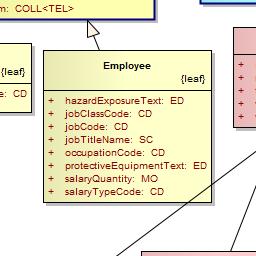 m: COLL<TEL>
{leaf}
e: CD
Employee
{leaf}
+ hazardExposureText: ED
+ jobClassCode: CD
+ jobCode: CD
+ jobTitleName: SC
+ occupationCode: CD
+ protectiveEquipmentText: ED
+ salaryQuantity: MO
+ salaryTypeCode: CD
+
+
+
+
+